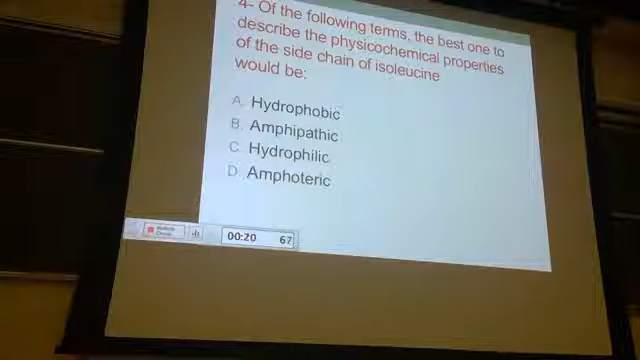 4- Of the following terms, the best one to
describe the physicochemical properties
of the side chain of isoleucine
would be:
A. Hydrophobic
B. Amphipathic
C. Hydrophilic
D. Amphoteric
Multiple
00:20 67